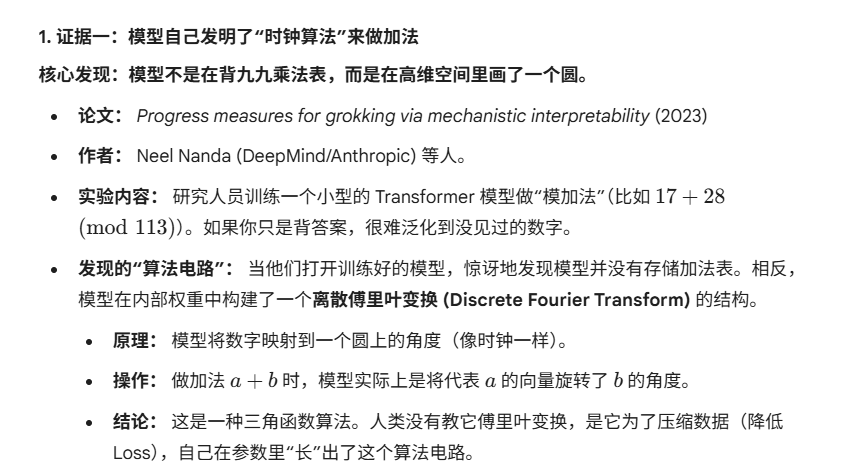 1. 证据一：模型自己发明了“时钟算法”来做加法
核心发现：模型不是在背九九乘法表，而是在高维空间里画了一个圆。
• 论文： Progress measures for grokking via mechanistic interpretability (2023)
• 作者： Neel Nanda (DeepMind/Anthropic) 等人。
• 实验内容： 研究人员训练一个小型的 Transformer 模型做“模加法”（比如 17 + 28
(mod 113)）。如果你只是背答案，很难泛化到没见过的数字。
• 发现的“算法电路”： 当他们打开训练好的模型，惊讶地发现模型并没有存储加法表。相反，
模型在内部权重中构建了一个离散傅里叶变换 (Discrete Fourier Transform) 的结构。
• 原理： 模型将数字映射到一个圆上的角度（像时钟一样）。
• 操作： 做加法 a + b 时，模型实际上是将代表 a 的向量旋转了 b 的角度。
• 结论： 这是一种三角函数算法。人类没有教它傅里叶变换，是它为了压缩数据（降低
Loss），自己在参数里“长”出了这个算法电路。